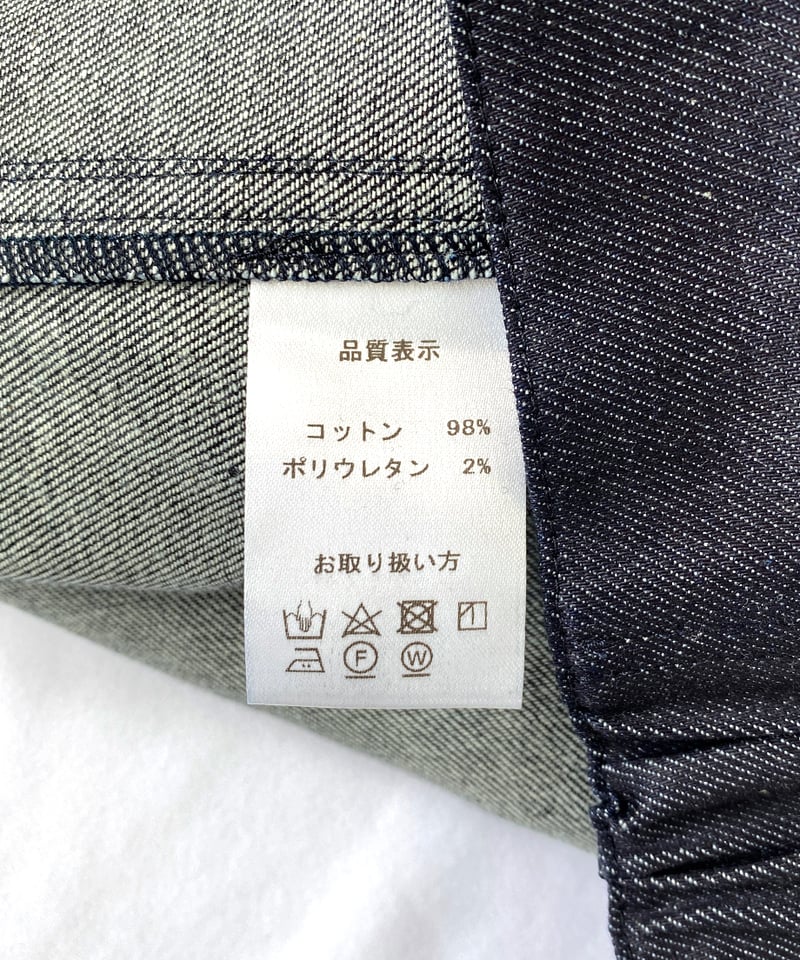 品質表示
コットン 98%
ポリウレタン 2%
お取り扱い方
F W